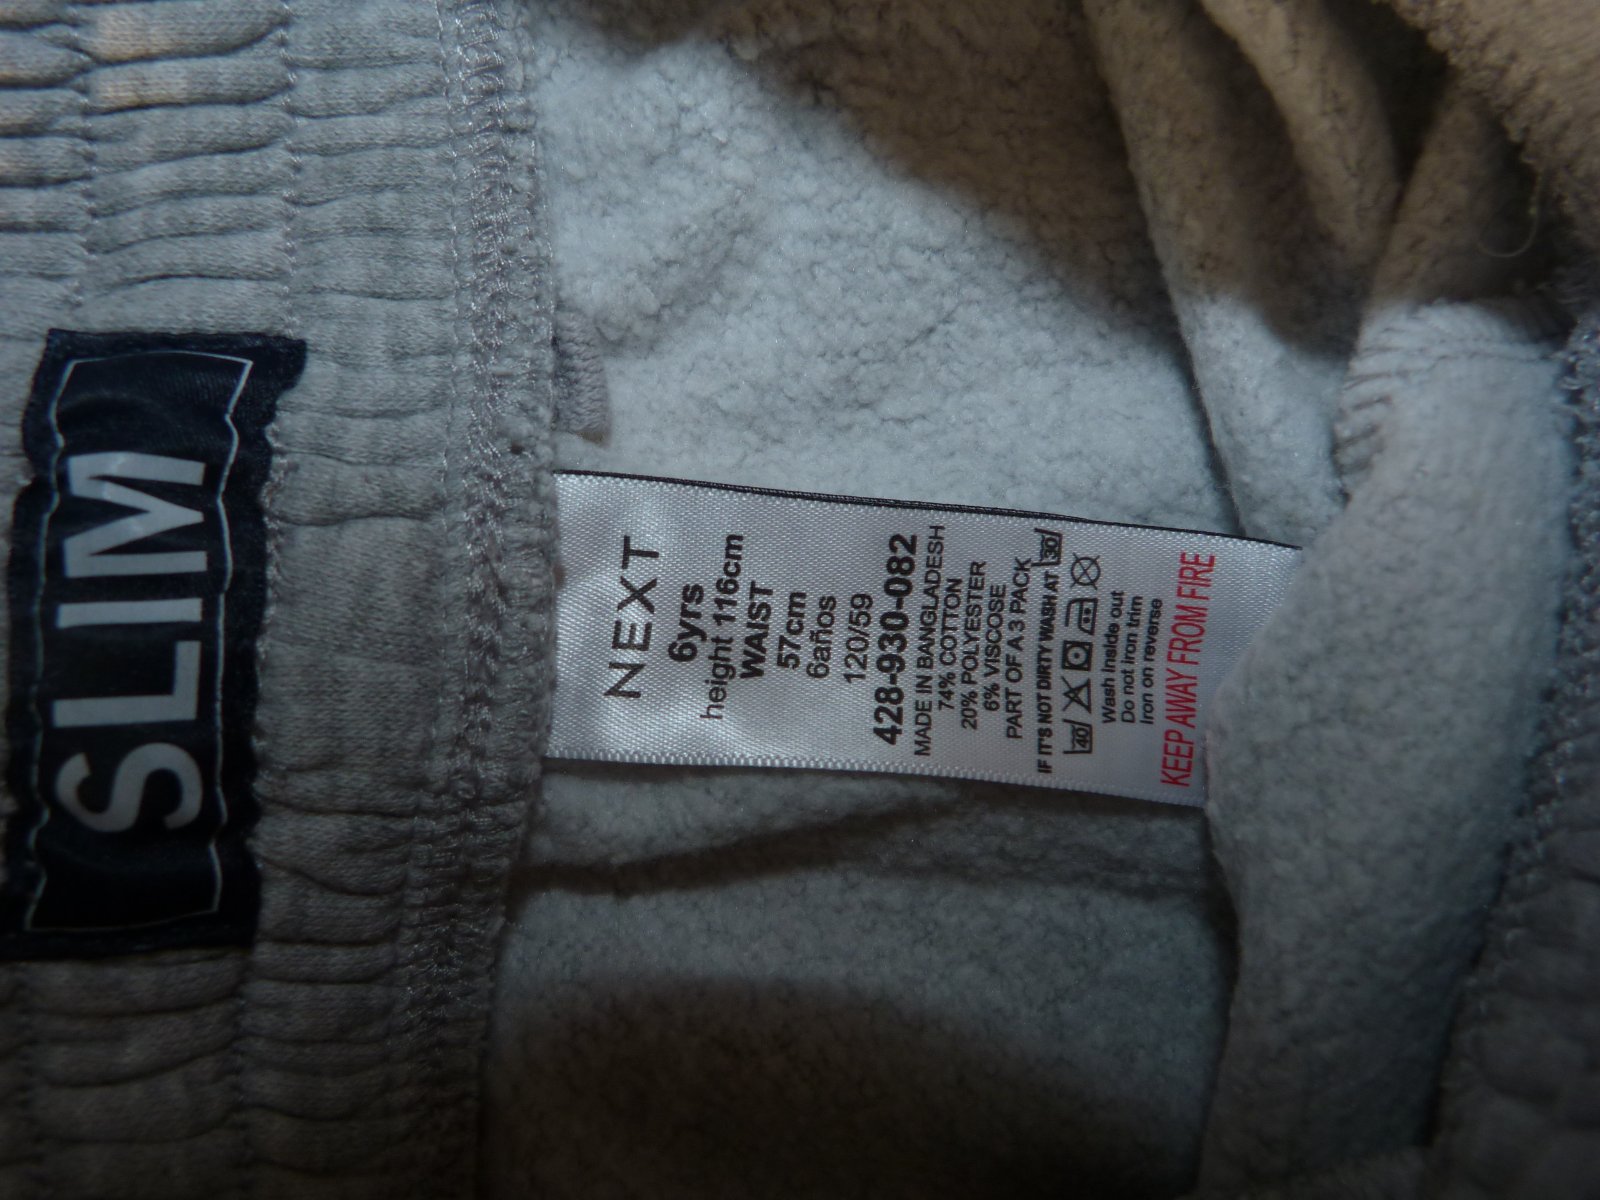 SLIM
NEXT
6yrs
height 116cm
WAIST
57cm
6años
120/59
428-930-082
MADE IN BANGLADESH
74% COTTON
20% POLYESTER
6% VISCOSE
PART OF A 3 PACK
IF IT'S NOT DIRTY WASH AT 30
40
Wash inside out
Do not iron trim
Iron on reverse
KEEP AWAY FROM FIRE